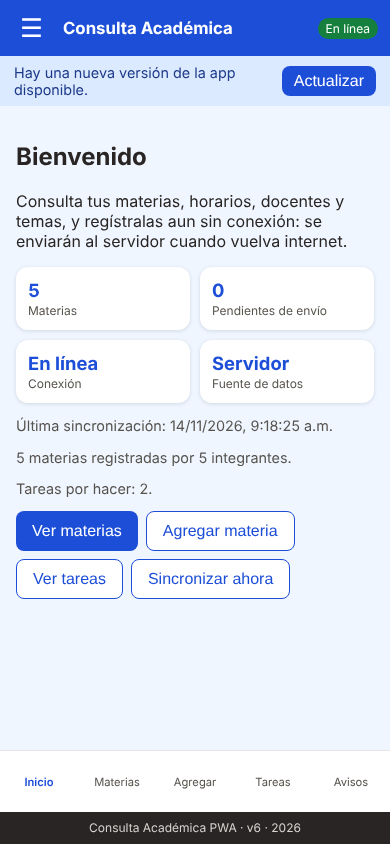 ☰ Consulta Académica En línea
Hay una nueva versión de la app
disponible.
Actualizar
Bienvenido
Consulta tus materias, horarios, docentes y
temas, y regístralas aun sin conexión: se
enviarán al servidor cuando vuelva internet.
5
Materias
0
Pendientes de envío
En línea
Conexión
Servidor
Fuente de datos
Última sincronización: 14/11/2026, 9:18:25 a.m.
5 materias registradas por 5 integrantes.
Tareas por hacer: 2.
Ver materias Agregar materia
Ver tareas Sincronizar ahora
Inicio Materias Agregar Tareas Avisos
Consulta Académica PWA · v6 · 2026